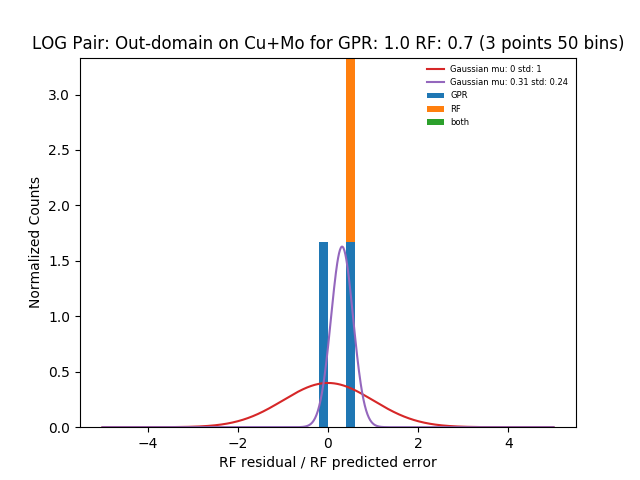 LOG Pair: Out-domain on Cu+Mo for GPR: 1.0 RF: 0.7 (3 points 50 bins)
Gaussian mu: 0 std: 1
Gaussian mu: 0.31 std: 0.24
GPR
RF
both
Normalized Counts
3.0
2.5
2.0
1.5
1.0
0.5
0.0
−4
−2
0
2
4
RF residual / RF predicted error